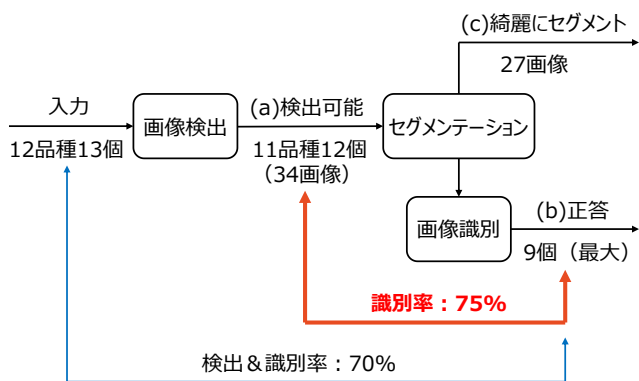 (c)綺麗にセグメント
27画像
入力
画像検出
(a)検出可能
セグメンテーション
12品種13個
11品種12個
（34画像）
画像識別
(b)正答
9個（最大）
識別率：75%
検出＆識別率：70%